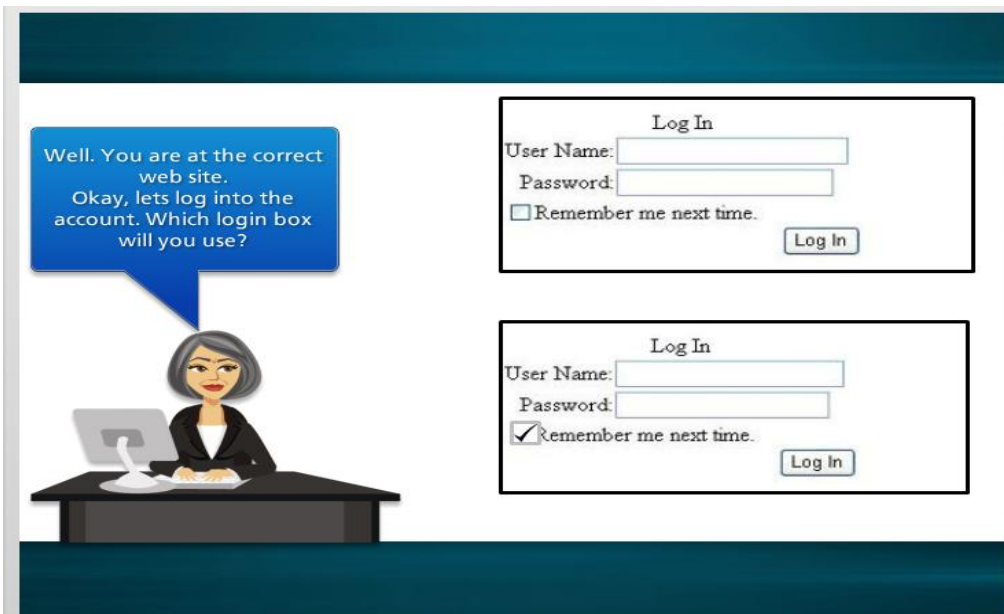 Well. You are at the correct
web site.
Okay, lets log into the
account. Which login box
will you use?
Log In
User Name:
Password:
Remember me next time.
Log In
Log In
User Name:
Password:
Remember me next time.
Log In